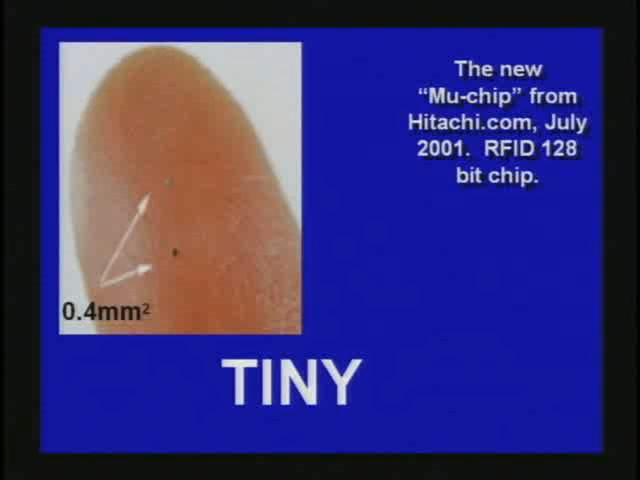 The new
“Mu-chip” from
Hitachi.com, July
2001. RFID 128
bit chip.
0.4mm²
TINY